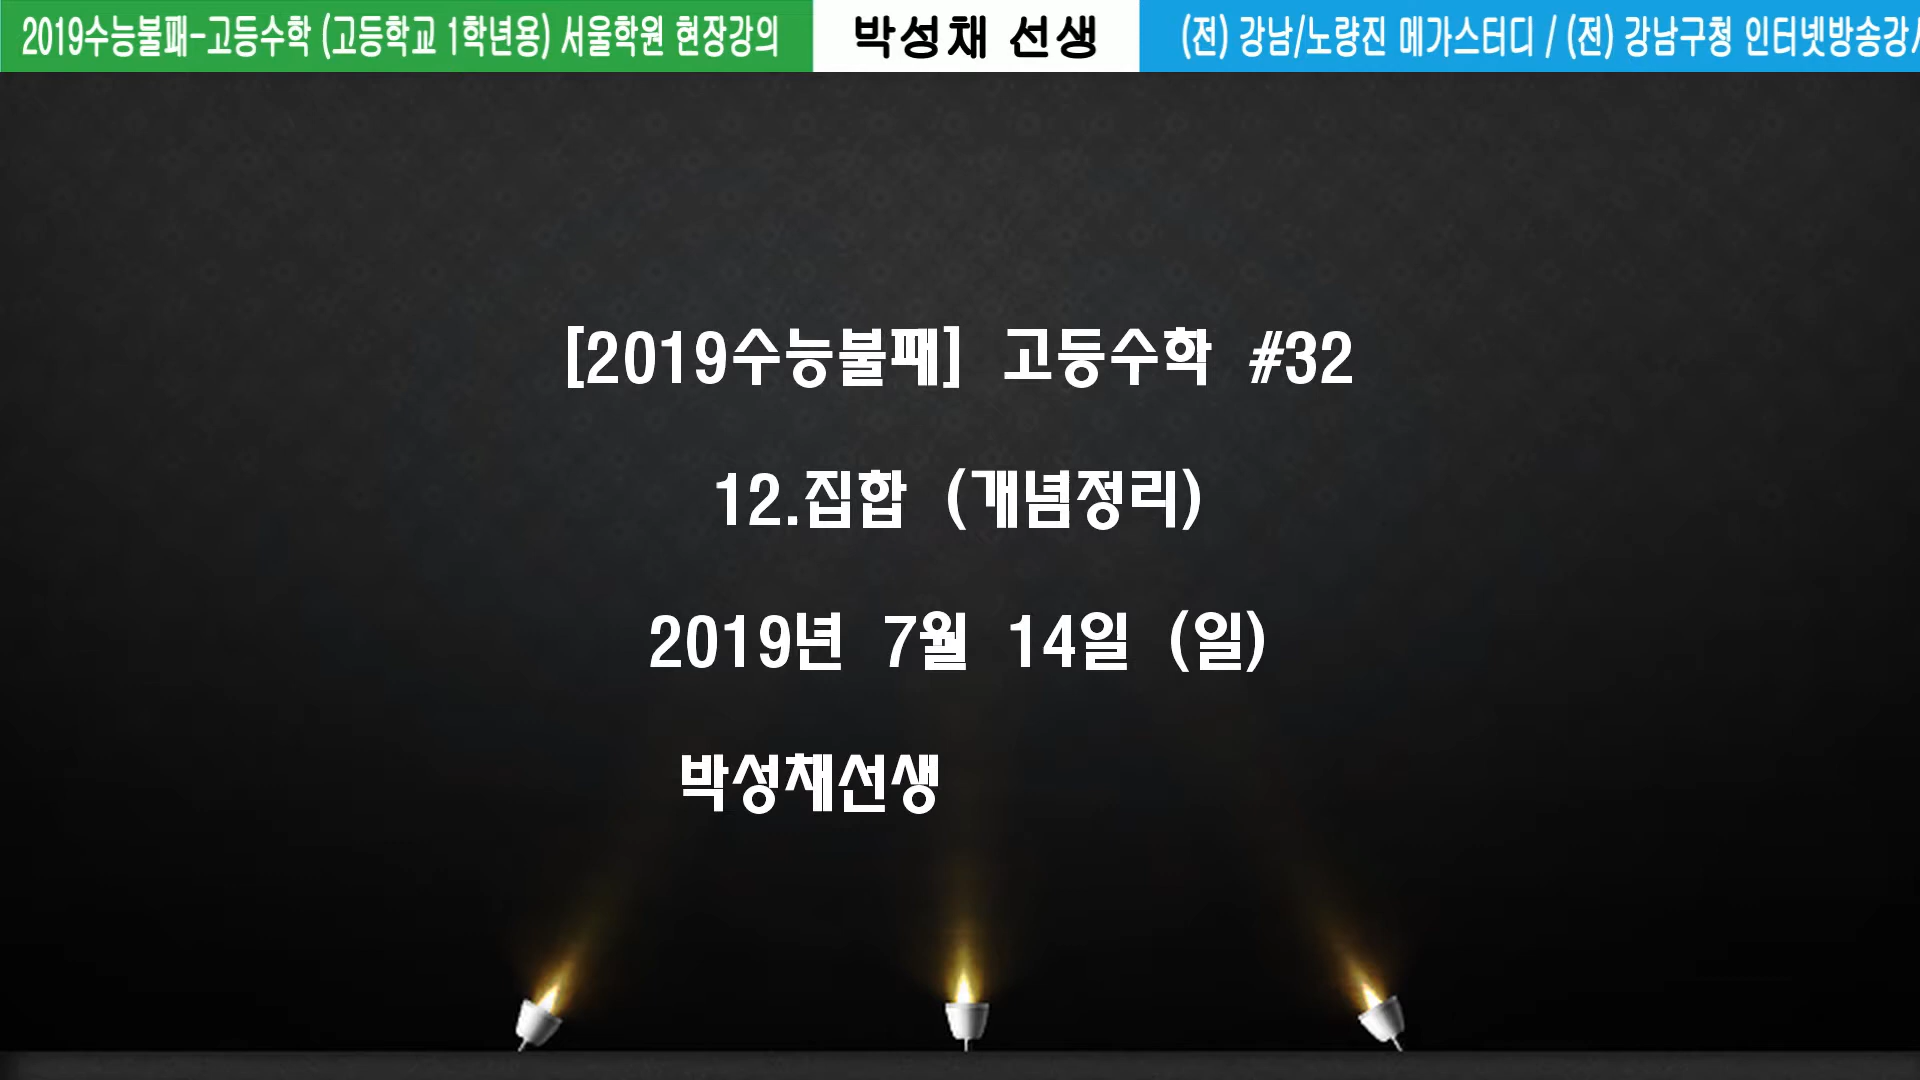 2019수능불패-고등수학 (고등학교 1학년용) 서울학원 현장강의 박성채 선생 (전) 강남/노량진 메가스터디 / (전) 강남구청 인터넷방송강
[2019수능불패] 고등수학 #32
12.집합 (개념정리)
2019년 7월 14일 (일)
박성채선생